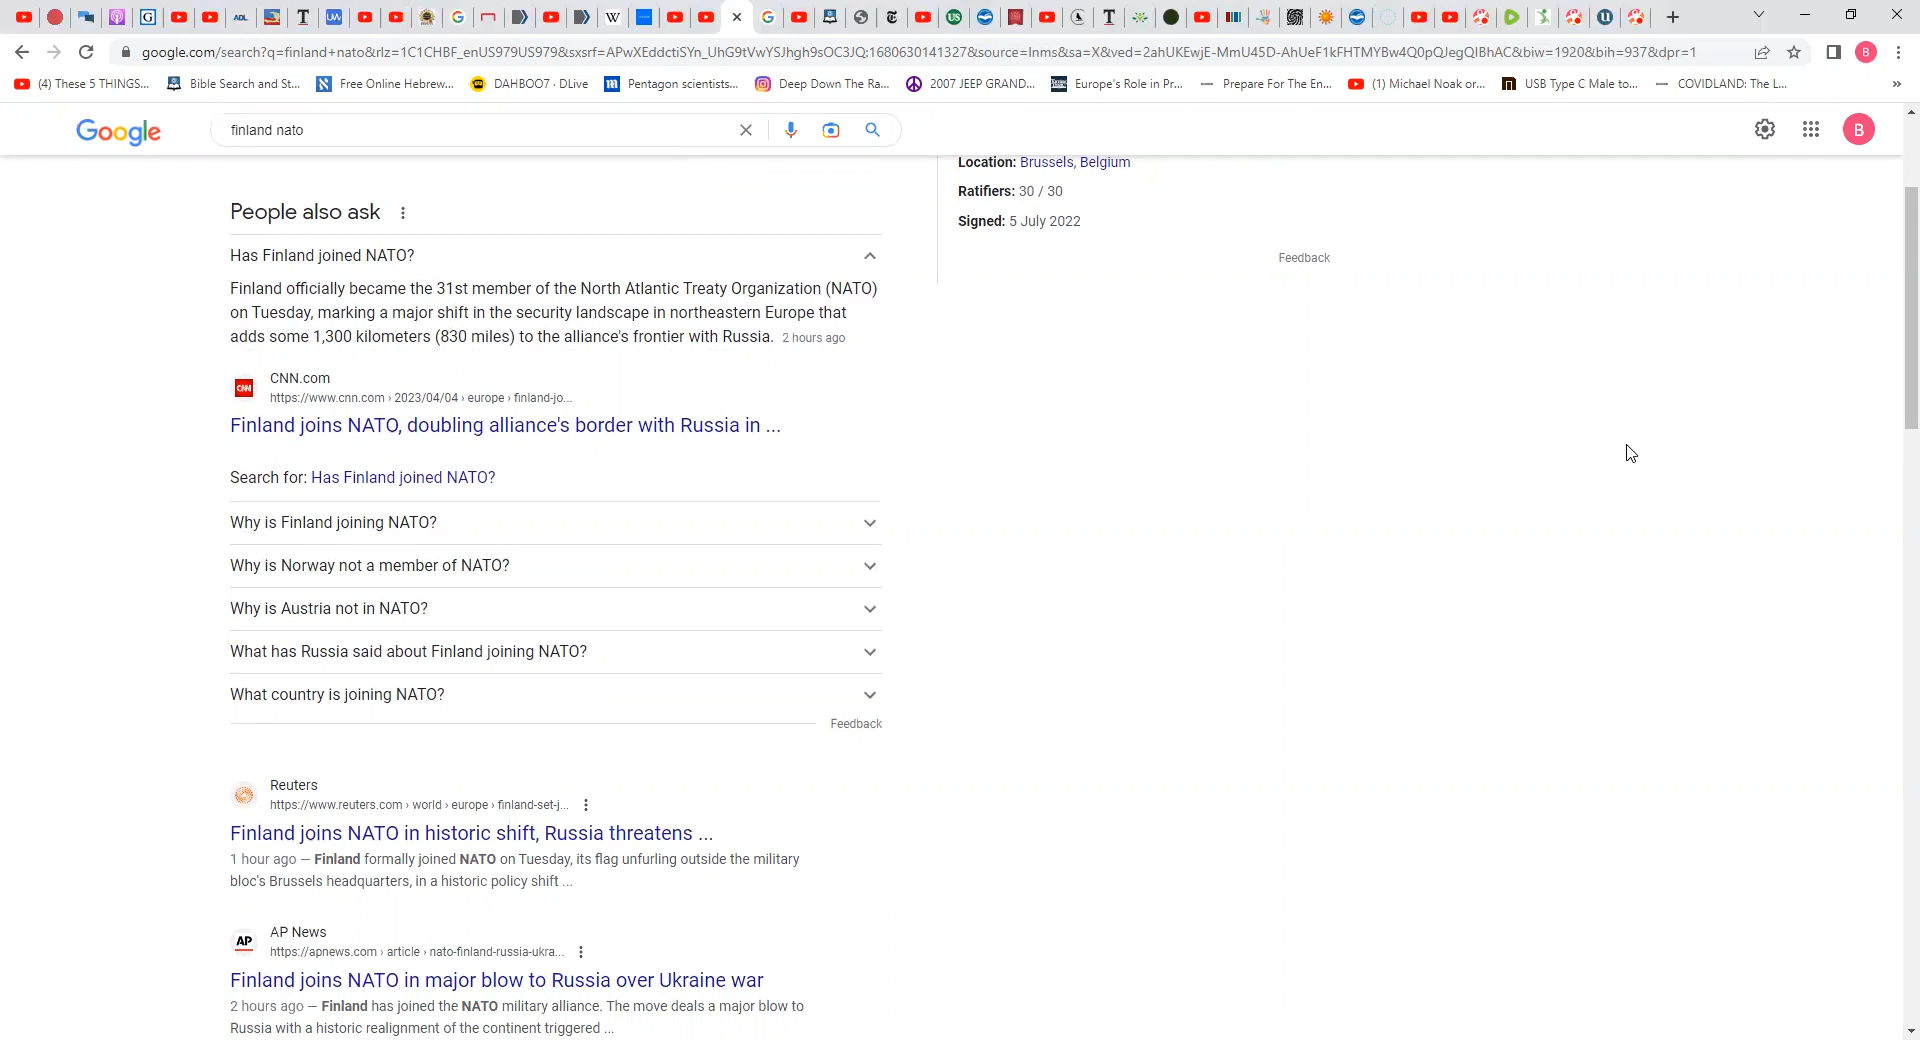 google.com/search?q=finland+nato&rlz=1C1CHBF_enUS979US979&sxsrf=APwXEddctiSYn_UhG9tVwYSJhgh9sOC3JQ:1680630141327&source=lnms&sa=X&ved=2ahUKEwjE-MmU45D-AhUeF1kFHTMYBw4Q0pQJegQIBhAC&biw=1920&bih=937&dpr=1
B
(4) These 5 THINGS...
Bible Search and St...
Free Online Hebrew...
DAHBOO7 - DLive
Pentagon scientists...
Deep Down The Ra...
2007 JEEP GRAND...
Europe's Role in Pr...
Prepare For The En...
(1) Michael Noak or...
USB Type C Male to...
COVIDLAND: The L...
Google
finland nato
B
Location: Brussels, Belgium
Ratifiers: 30 / 30
Signed: 5 July 2022
Feedback
People also ask
Has Finland joined NATO?
Finland officially became the 31st member of the North Atlantic Treaty Organization (NATO)
on Tuesday, marking a major shift in the security landscape in northeastern Europe that
adds some 1,300 kilometers (830 miles) to the alliance's frontier with Russia. 2 hours ago
CNN
CNN.com
https://www.cnn.com › 2023/04/04 › europe › finland-jo...
Finland joins NATO, doubling alliance's border with Russia in ...
Search for: Has Finland joined NATO?
Why is Finland joining NATO?
Why is Norway not a member of NATO?
Why is Austria not in NATO?
What has Russia said about Finland joining NATO?
What country is joining NATO?
Feedback
Reuters
https://www.reuters.com › world › europe › finland-set-j...
Finland joins NATO in historic shift, Russia threatens ...
1 hour ago — Finland formally joined NATO on Tuesday, its flag unfurling outside the military
bloc's Brussels headquarters, in a historic policy shift ...
AP
AP News
https://apnews.com › article › nato-finland-russia-ukra...
Finland joins NATO in major blow to Russia over Ukraine war
2 hours ago — Finland has joined the NATO military alliance. The move deals a major blow to
Russia with a historic realignment of the continent triggered ...